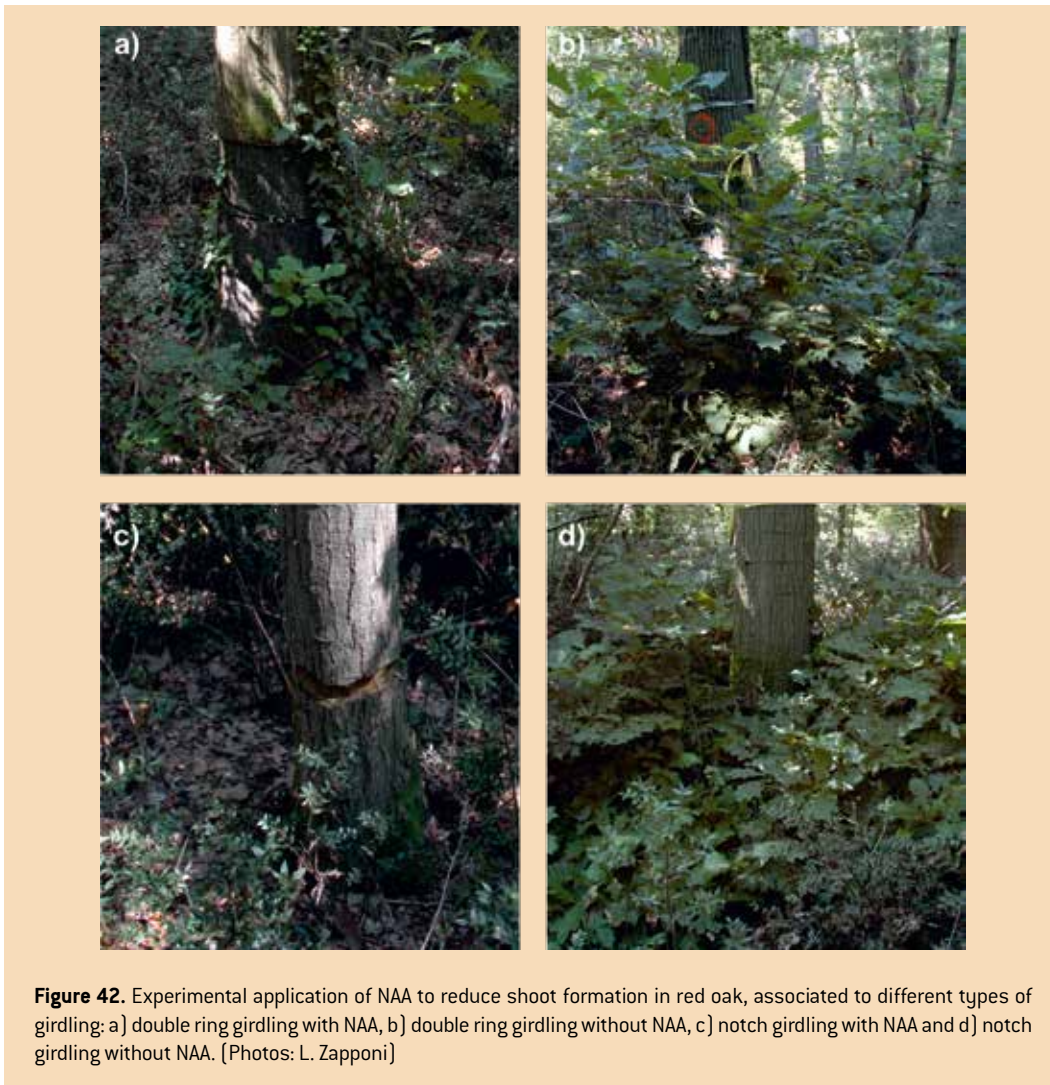 a)
b)
c)
d)
Figure 42. Experimental application of NAA to reduce shoot formation in red oak, associated to different types of
girdling: a) double ring girdling with NAA, b) double ring girdling without NAA, c) notch girdling with NAA and d) notch
girdling without NAA. (Photos: L. Zapponi)